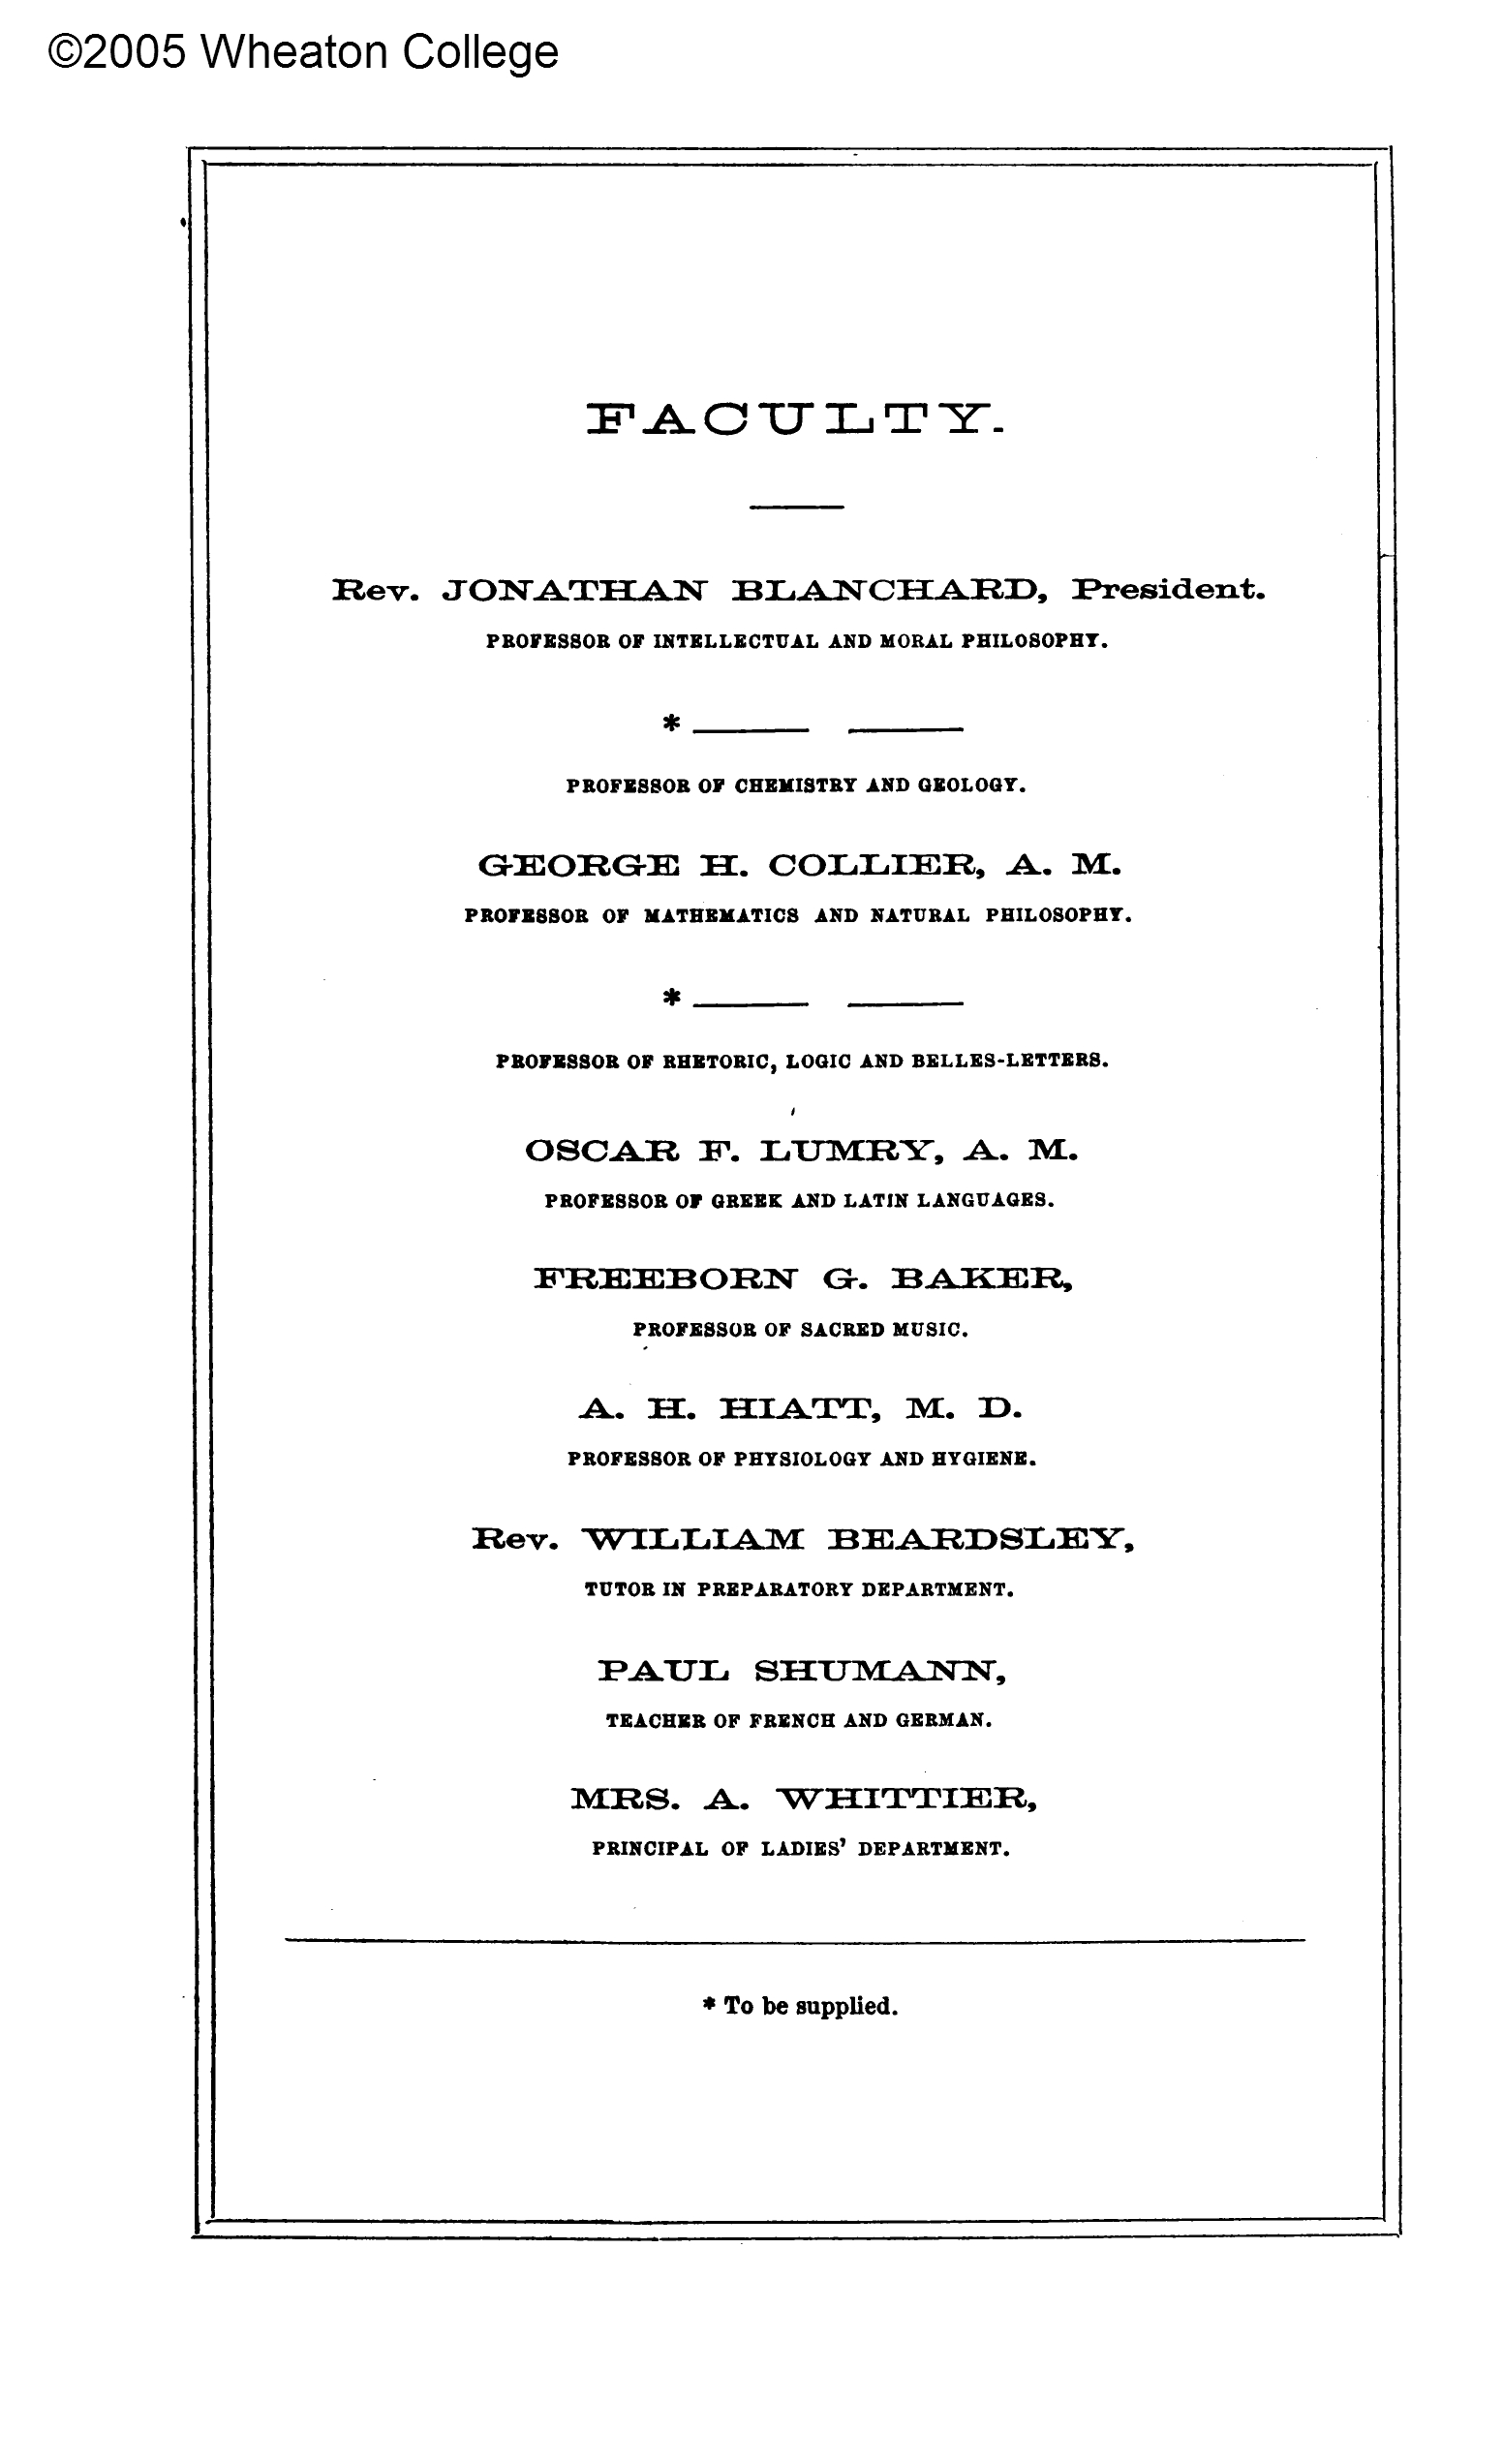 ©2005 Wheaton College
FACULTY.
Rev. JONATHAN BLANCHARD, President.
PROFESSOR OF INTELLECTUAL AND MORAL PHILOSOPHY.
* ——— ———
PROFESSOR OF CHEMISTRY AND GEOLOGY.
GEORGE H. COLLIER, A. M.
PROFESSOR OF MATHEMATICS AND NATURAL PHILOSOPHY.
* ——— ———
PROFESSOR OF RHETORIC, LOGIC AND BELLES-LETTERS.
OSCAR F. LUMRY, A. M.
PROFESSOR OF GREEK AND LATIN LANGUAGES.
FREEBORN G. BAKER,
PROFESSOR OF SACRED MUSIC.
A. H. HIATT, M. D.
PROFESSOR OF PHYSIOLOGY AND HYGIENE.
Rev. WILLIAM BEARDSLEY,
TUTOR IN PREPARATORY DEPARTMENT.
PAUL SHUMANN,
TEACHER OF FRENCH AND GERMAN.
MRS. A. WHITTIER,
PRINCIPAL OF LADIES' DEPARTMENT.
* To be supplied.